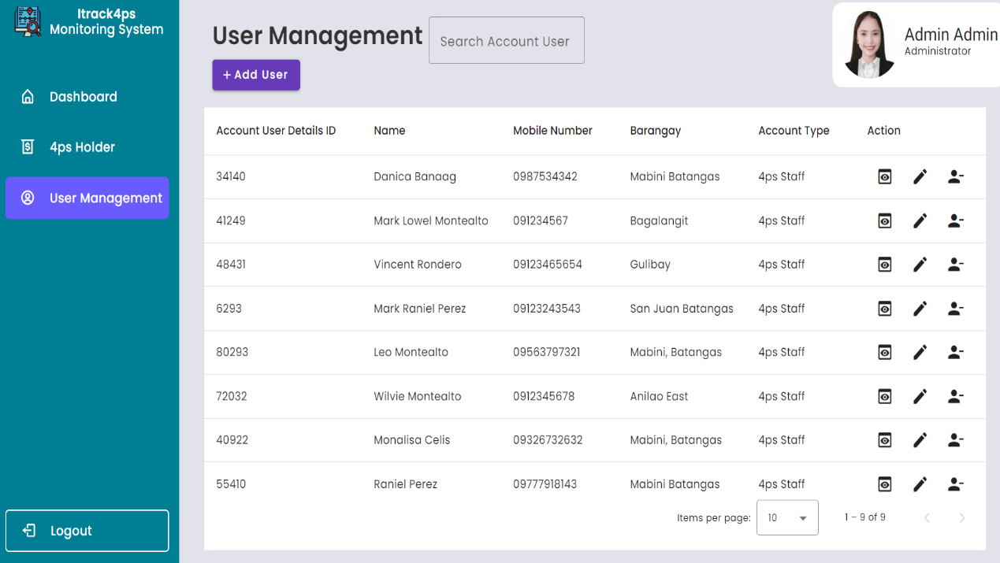 Itrack4ps
Monitoring System
Dashboard
4ps Holder
User Management
Logout
User Management
Search Account User
+ Add User
Admin Admin
Administrator
Account User Details ID Name Mobile Number Barangay Account Type Action
34140 Danica Banaag 0987534342 Mabini Batangas 4ps Staff
41249 Mark Lowel Montealto 091234567 Bagalangit 4ps Staff
48431 Vincent Rondero 09123465654 Gulibay 4ps Staff
6293 Mark Raniel Perez 09123243543 San Juan Batangas 4ps Staff
80293 Leo Montealto 09563797321 Mabini, Batangas 4ps Staff
72032 Wilvie Montealto 0912345678 Anilao East 4ps Staff
40922 Monalisa Celis 09326732632 Mabini, Batangas 4ps Staff
55410 Raniel Perez 09777918143 Mabini Batangas 4ps Staff
Items per page: 10 1 – 9 of 9